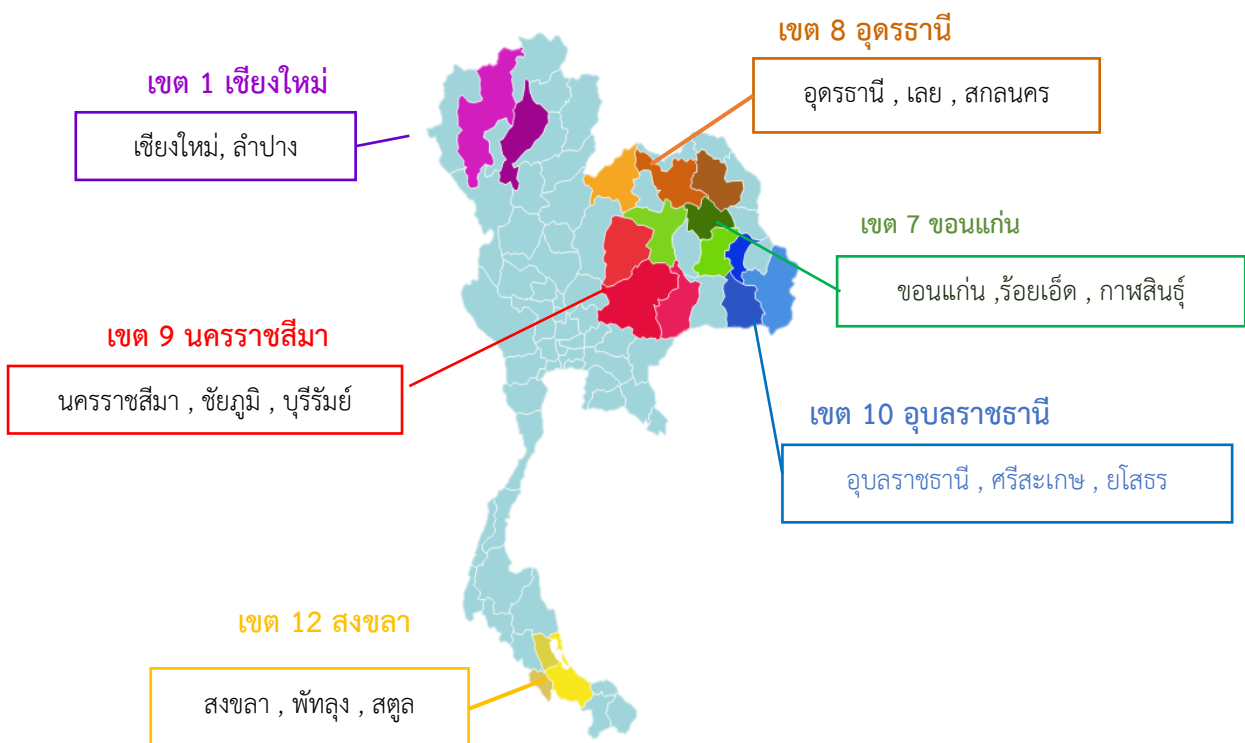 เขต 8 อุดรธานี
อุดรธานี , เลย , สกลนคร
เขต 1 เชียงใหม่
เชียงใหม่, ลำปาง
เขต 7 ขอนแก่น
ขอนแก่น ,ร้อยเอ็ด , กาฬสินธุ์
เขต 9 นครราชสีมา
นครราชสีมา , ชัยภูมิ , บุรีรัมย์
เขต 10 อุบลราชธานี
อุบลราชธานี , ศรีสะเกษ , ยโสธร
เขต 12 สงขลา
สงขลา , พัทลุง , สตูล